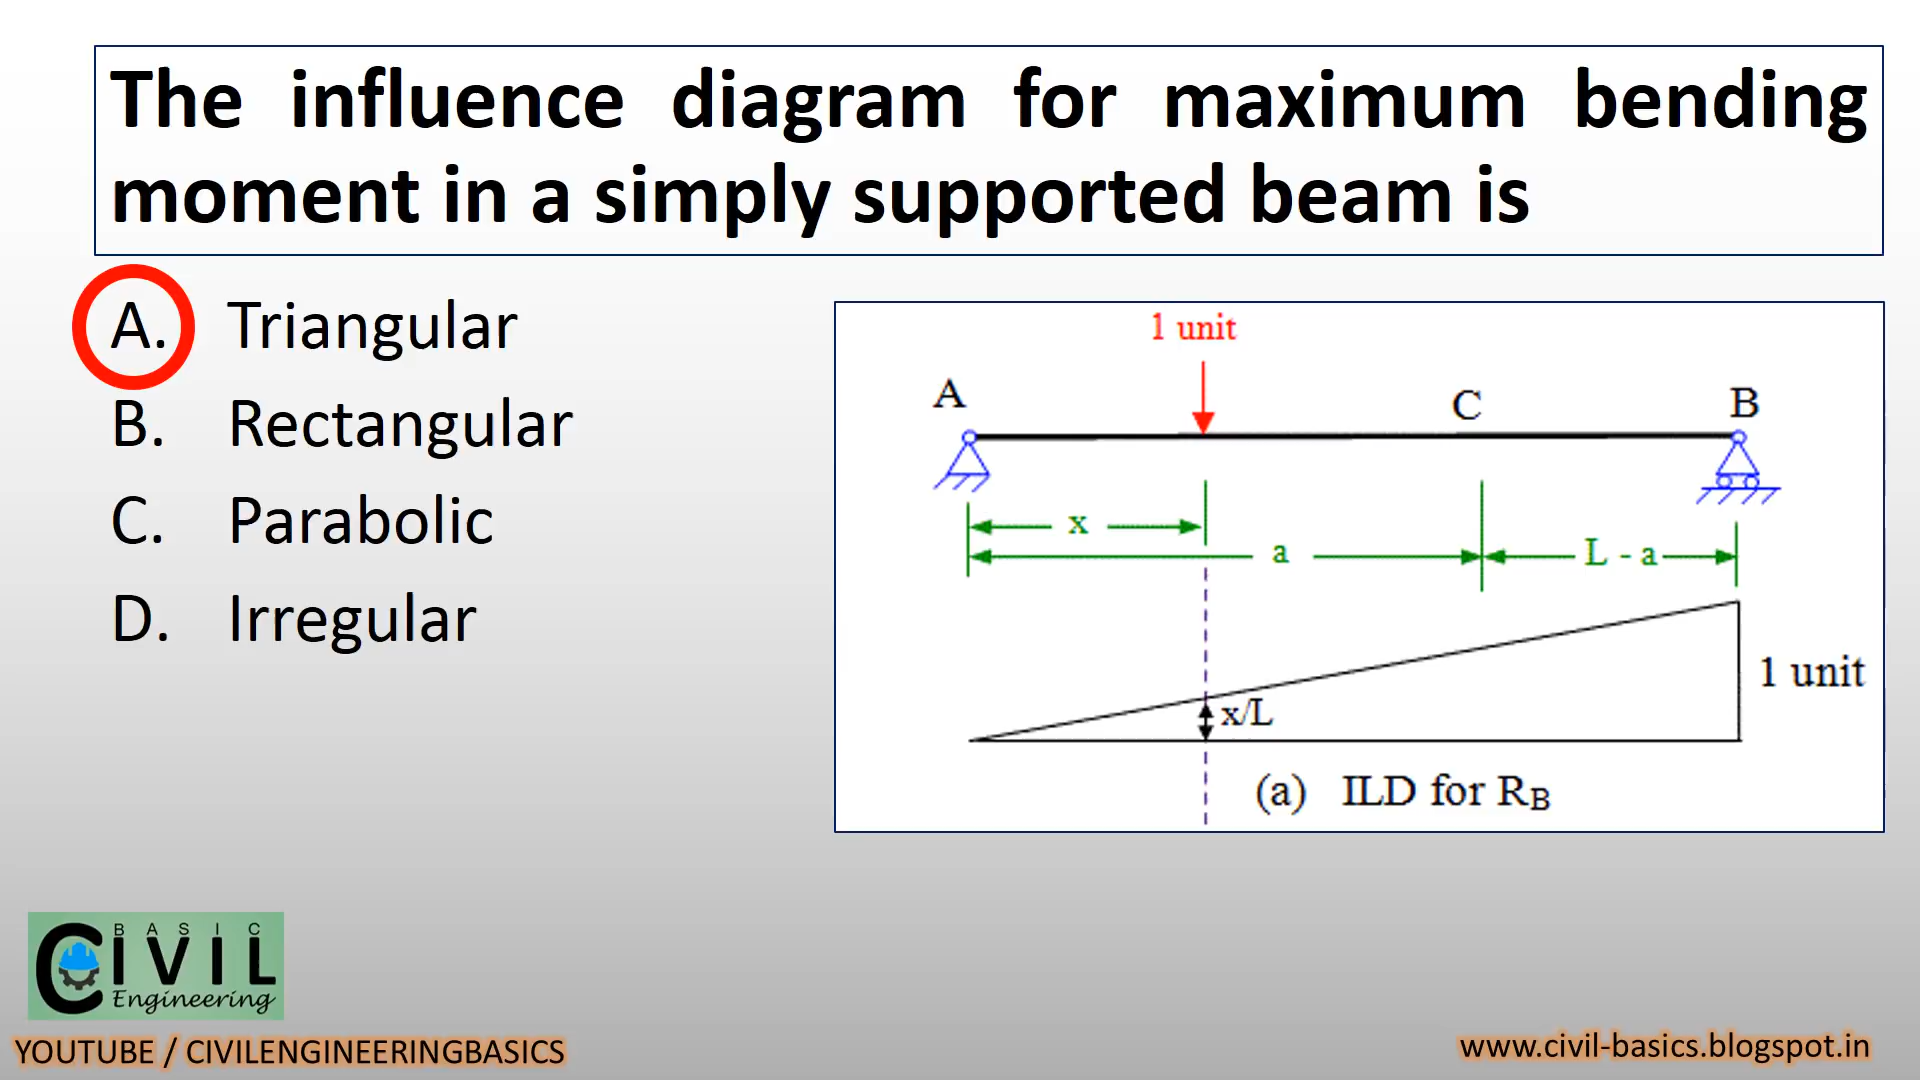 The influence diagram for maximum bending
moment in a simply supported beam is
A. Triangular
B. Rectangular
C. Parabolic
D. Irregular
1 unit
A
C
B
x
a
L - a
x/L
1 unit
(a) ILD for RB
BASIC
CIVIL
Engineering
YOUTUBE / CIVILENGINEERINGBASICS
www.civil-basics.blogspot.in